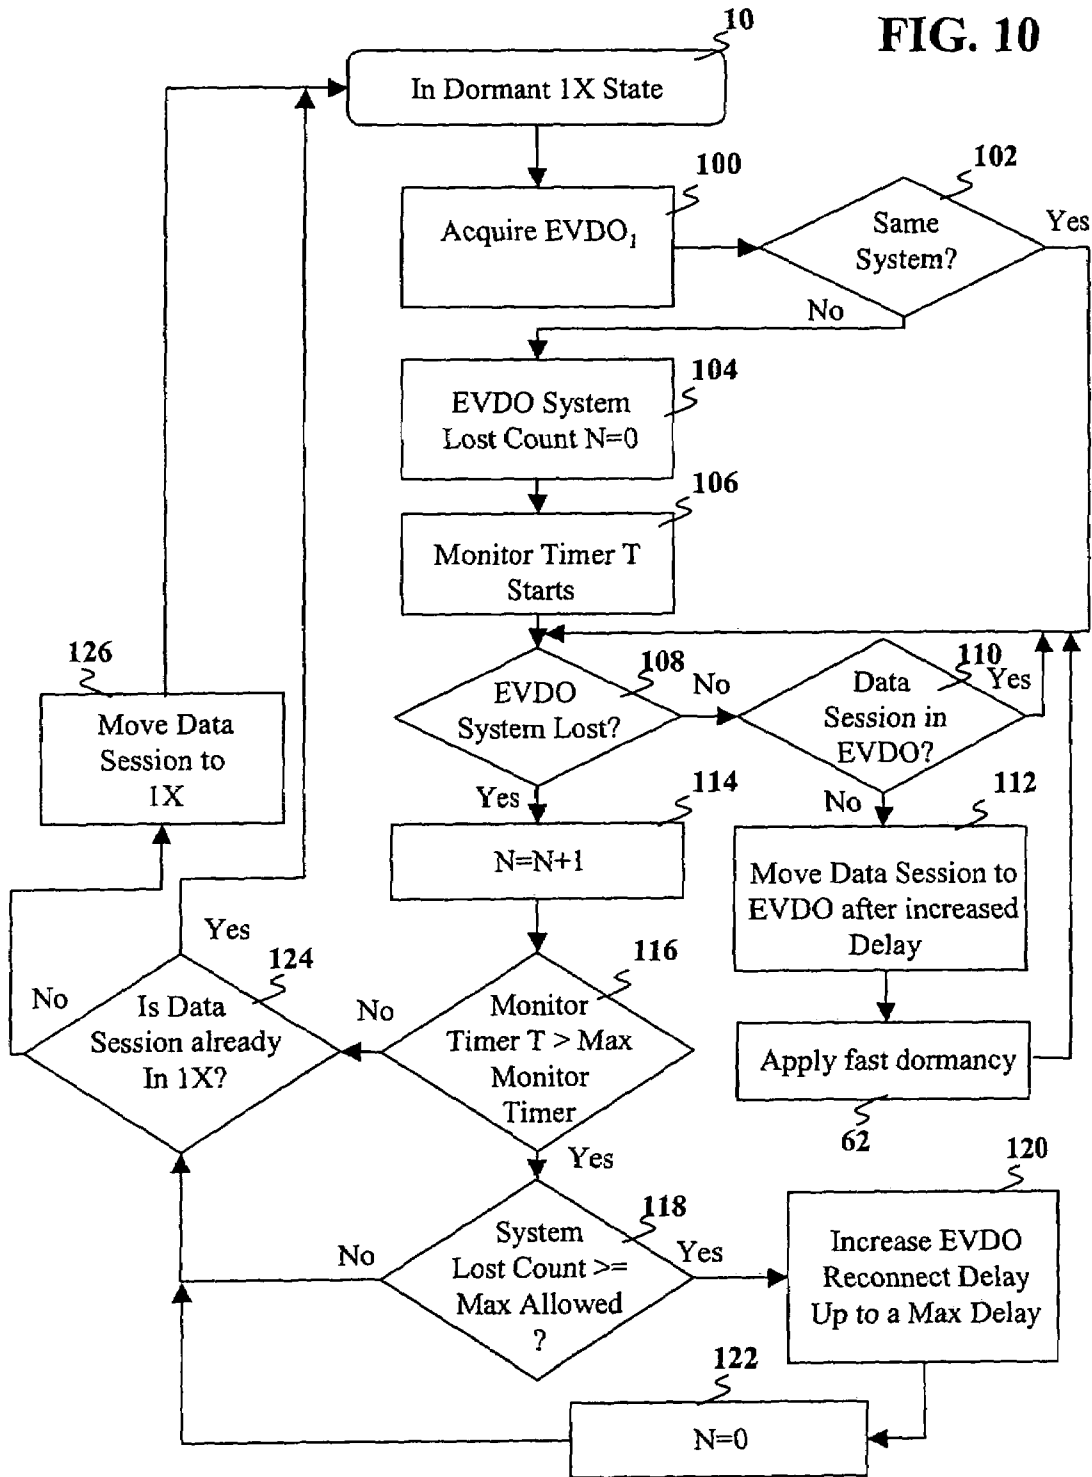 FIG. 10
10
In Dormant 1X State
100
Acquire EVDO₁
102
Same
System?
Yes
No
104
EVDO System
Lost Count N=0
106
Monitor Timer T
Starts
108
EVDO
System Lost?
No
110
Data
Session in
EVDO?
Yes
126
Move Data
Session to
1X
Yes
114
N=N+1
No
112
Move Data Session to
EVDO after increased
Delay
Apply fast dormancy
62
116
Monitor
Timer T > Max
Monitor
Timer
No
Yes
124
Is Data
Session already
In 1X?
Yes
No
118
System
Lost Count >=
Max Allowed
?
No
Yes
120
Increase EVDO
Reconnect Delay
Up to a Max Delay
122
N=0